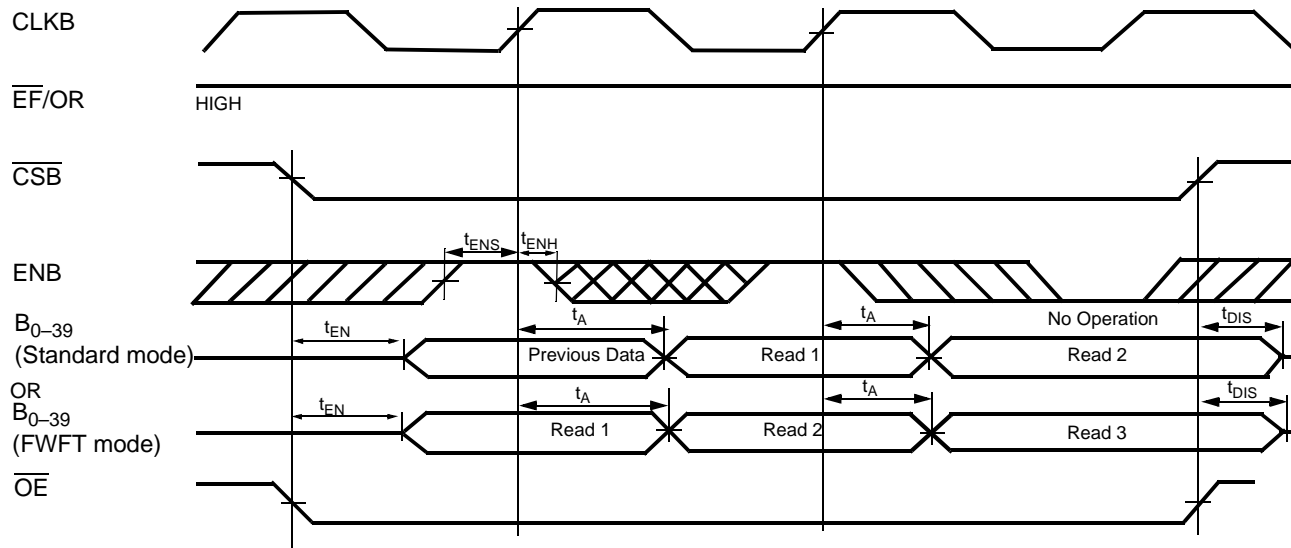 CLKB
EF/OR
HIGH
CSB
tENS tENH
ENB
B0–39
(Standard mode)
tEN tA tA No Operation tDIS
Previous Data Read 1 Read 2
OR
B0–39
(FWFT mode)
tEN tA tA tDIS
Read 1 Read 2 Read 3
OE